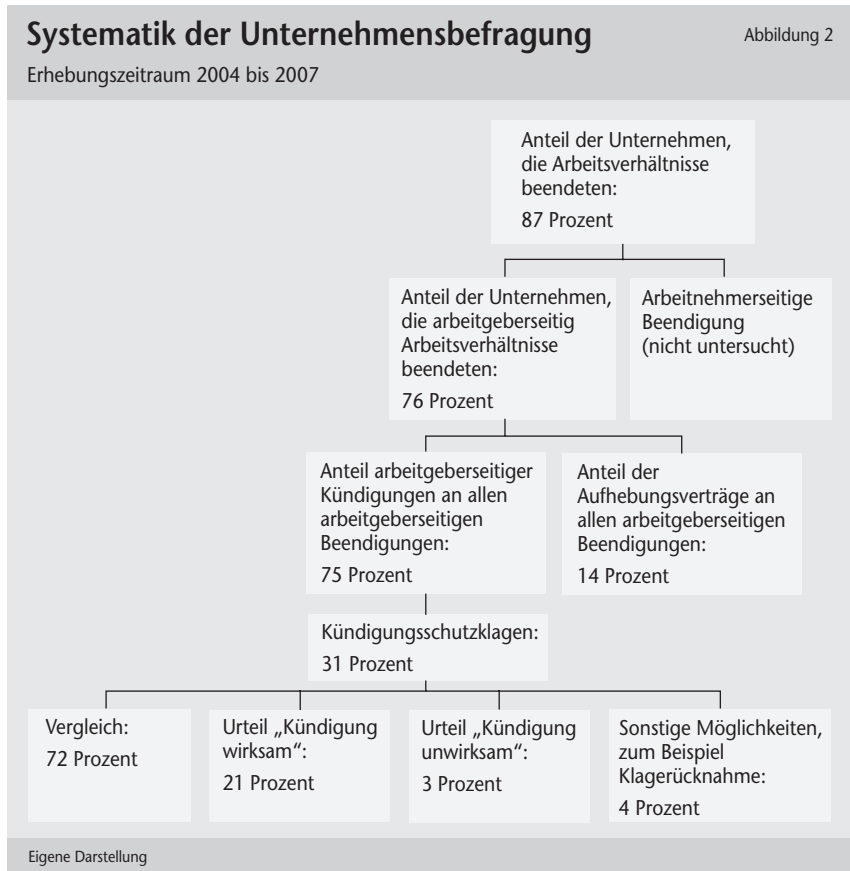 Systematik der Unternehmensbefragung
Abbildung 2
Erhebungszeitraum 2004 bis 2007
Anteil der Unternehmen,
die Arbeitsverhältnisse
beendeten:
87 Prozent
Anteil der Unternehmen,
die arbeitgeberseitig
Arbeitsverhältnisse
beendeten:
76 Prozent
Arbeitnehmerseitige
Beendigung
(nicht untersucht)
Anteil arbeitgeberseitiger
Kündigungen an allen
arbeitgeberseitigen
Beendigungen:
75 Prozent
Anteil der
Aufhebungsverträge an
allen arbeitgeberseitigen
Beendigungen:
14 Prozent
Kündigungsschutzklagen:
31 Prozent
Vergleich:
72 Prozent
Urteil „Kündigung
wirksam“:
21 Prozent
Urteil „Kündigung
unwirksam“:
3 Prozent
Sonstige Möglichkeiten,
zum Beispiel
Klagerücknahme:
4 Prozent
Eigene Darstellung